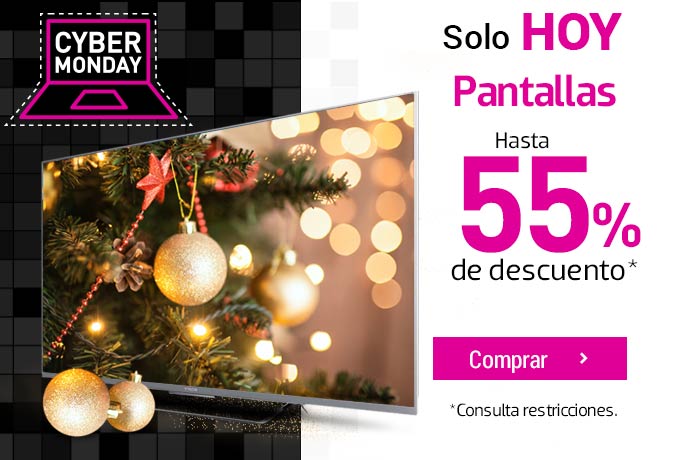 CYBER
MONDAY
Solo HOY
Pantallas
Hasta
55%
de descuento*
Comprar >
*Consulta restricciones.